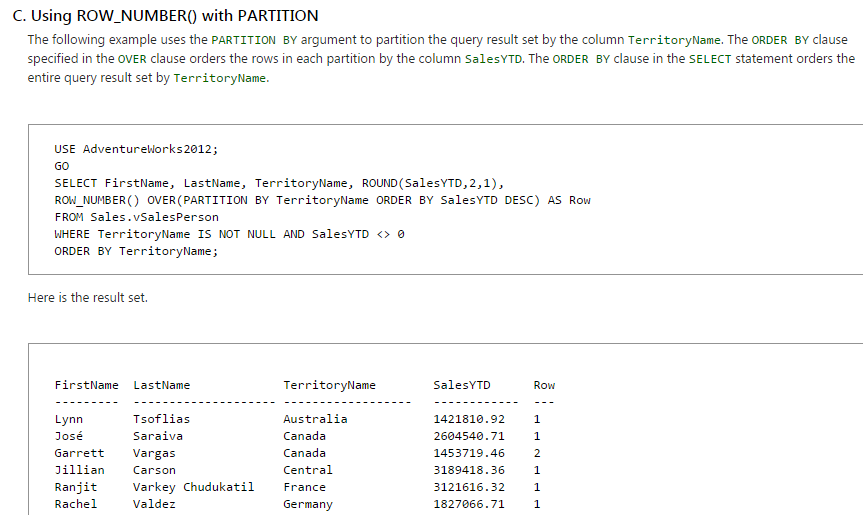 C. Using ROW_NUMBER() with PARTITION
The following example uses the PARTITION BY argument to partition the query result set by the column TerritoryName. The ORDER BY clause
specified in the OVER clause orders the rows in each partition by the column SalesYTD. The ORDER BY clause in the SELECT statement orders the
entire query result set by TerritoryName.
USE AdventureWorks2012;
GO
SELECT FirstName, LastName, TerritoryName, ROUND(SalesYTD,2,1),
ROW_NUMBER() OVER(PARTITION BY TerritoryName ORDER BY SalesYTD DESC) AS Row
FROM Sales.vSalesPerson
WHERE TerritoryName IS NOT NULL AND SalesYTD <> 0
ORDER BY TerritoryName;
Here is the result set.
FirstName  LastName             TerritoryName        SalesYTD      Row
---------  -------------------- ------------------   ------------  ---
Lynn       Tsoflias             Australia            1421810.92    1
José       Saraiva              Canada               2604540.71    1
Garrett    Vargas               Canada               1453719.46    2
Jillian    Carson               Central              3189418.36    1
Ranjit     Varkey Chudukatil    France               3121616.32    1
Rachel     Valdez               Germany              1827066.71    1